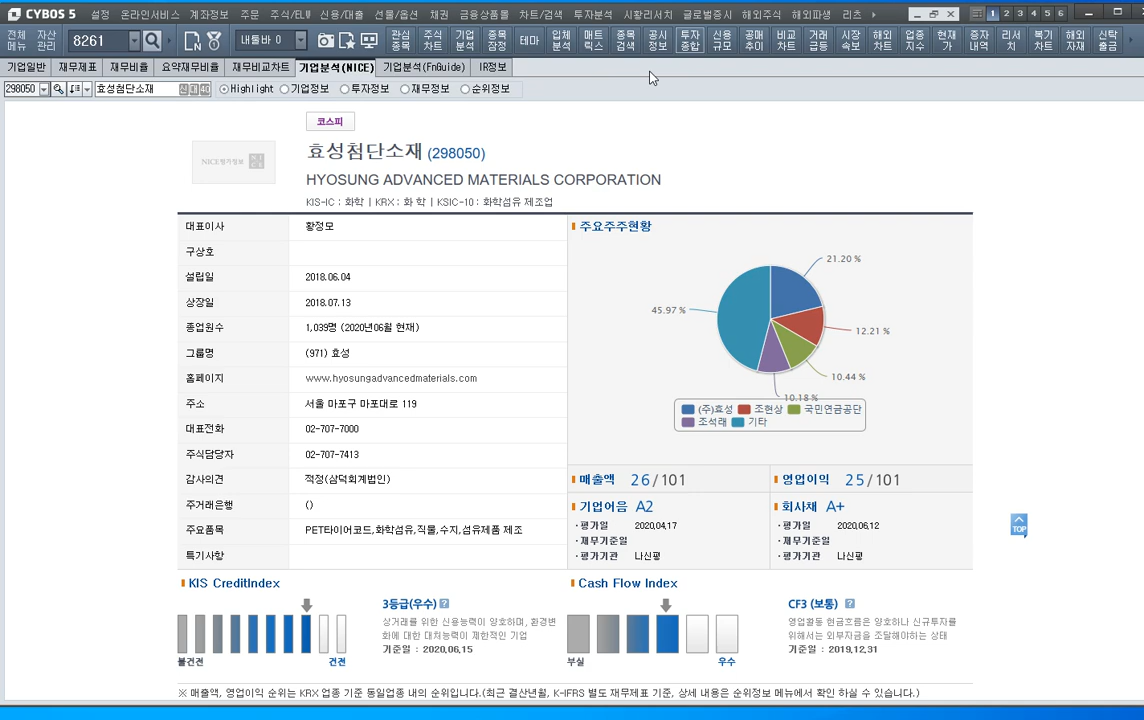 CYBOS 5 설정 온라인서비스 계좌정보 주문 주식/ELW 신용/대출 선물/옵션 채권 금융상품몰 차트/검색 투자분석 시황리서치 글로벌증시 해외주식 해외파생 리츠 1 2 3 4 5 6
전체메뉴 자산관리 8261 내툴바 0 관심종목 주식차트 기업분석 종목잠정 테마 업체분석 매트릭스 종목검색 공시정보 투자종합 신용규모 공매추이 비교차트 거래급등 시장속보 해외차트 업종지수 현재가 증자내역 리서치 복기차트 해외자재 신탁출금
기업일반 재무제표 재무비율 요약재무비율 재무비교차트 기업분석(NICE) 기업분석(FnGuide) IR정보
298050 효성첨단소재 Highlight 기업정보 투자정보 재무정보 순위정보
코스피
NICE평가정보
효성첨단소재 (298050)
HYOSUNG ADVANCED MATERIALS CORPORATION
KIS-IC : 화학 | KRX : 화 학 | KSIC-10 : 화학섬유 제조업
대표이사 황정모
구상호
설립일 2018.06.04
상장일 2018.07.13
종업원수 1,039명 (2020년06월 현재)
그룹명 (971) 효성
홈페이지 www.hyosungadvancedmaterials.com
주소 서울 마포구 마포대로 119
대표전화 02-707-7000
주식담당자 02-707-7413
감사의견 적정(삼덕회계법인)
주거래은행 ()
주요품목 PET타이어코드,화학섬유,직물,수지,섬유제품 제조
특기사항
주요주주현황
21.20 %
45.97 %
12.21 %
10.44 %
10.18 %
(주)효성 조현상 국민연금공단
조석래 기타
매출액 26/101
영업이익 25/101
기업어음 A2
·평가일 2020.04.17
·재무기준일
·평가기관 나신평
회사채 A+
·평가일 2020.06.12
·재무기준일
·평가기관 나신평
TOP
KIS CreditIndex
불건전 건전
3등급(우수) ?
상거래를 위한 신용능력이 양호하며, 환경변
화에 대한 대처능력이 제한적인 기업
기준일 : 2020.06.15
Cash Flow Index
부실 우수
CF3 (보통) ?
영업활동 현금흐름은 양호하나 신규투자를
위해서는 외부자금을 조달해야하는 상태
기준일 : 2019.12.31
※ 매출액, 영업이익 순위는 KRX 업종 기준 동일업종 내의 순위입니다.(최근 결산년월, K-IFRS 별도 재무제표 기준, 상세 내용은 순위정보 메뉴에서 확인 하실 수 있습니다.)